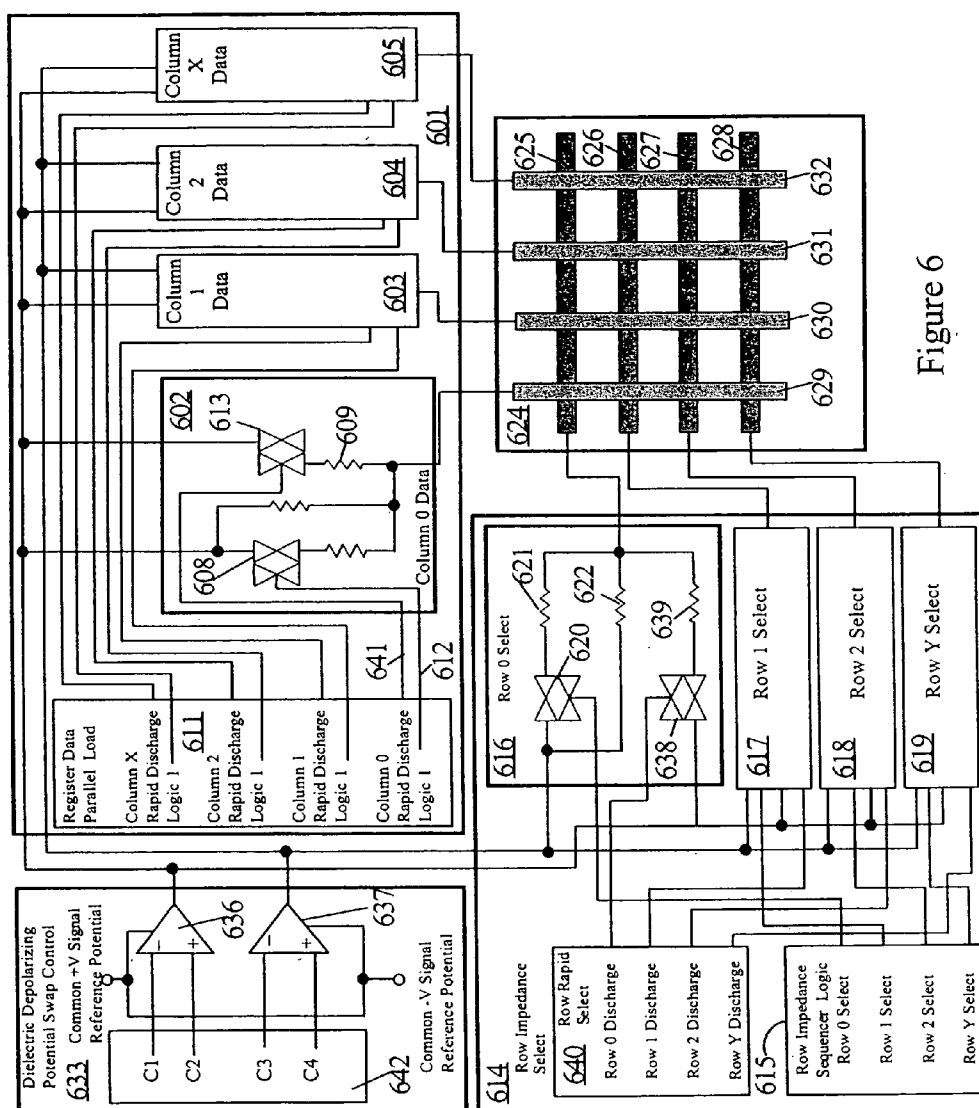 Dielectric Depolarizing
Potential Swap Control
633
Common +V Signal
Reference Potential
636
C1
C2
C3
C4
637
642
Common -V Signal
Reference Potential
Register Data
Parallel Load
Column X
Rapid Discharge
Logic 1
611
Column 2
Rapid Discharge
Logic 1
Column 1
Rapid Discharge
Logic 1
Column 0
Rapid Discharge
Logic 1
641
612
602
613
608
609
Column 0 Data
Column
1
Data
603
Column
2
Data
604
Column
X
Data
605
601
614
Row Impedance
Select
640
Row Rapid
Select
Row 0 Discharge
Row 1 Discharge
Row 2 Discharge
Row Y Discharge
615
Row Impedance
Sequencer Logic
Row 0 Select
Row 1 Select
Row 2 Select
Row Y Select
616
Row 0 Select
621
620
622
639
638
617
Row 1 Select
618
Row 2 Select
619
Row Y Select
624
625
626
627
628
629
630
631
632
Figure 6